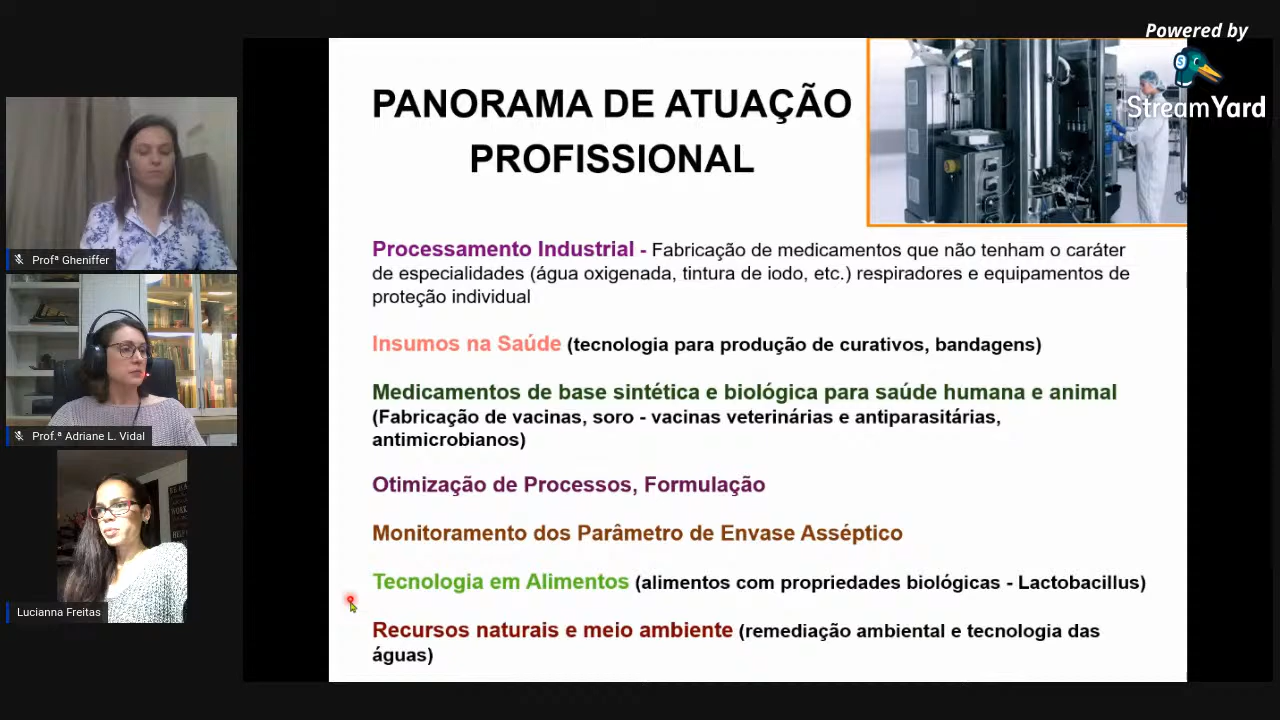 Powered by
StreamYard
PANORAMA DE ATUAÇÃO
PROFISSIONAL
Processamento Industrial - Fabricação de medicamentos que não tenham o caráter
de especialidades (água oxigenada, tintura de iodo, etc.) respiradores e equipamentos de
proteção individual
Insumos na Saúde (tecnologia para produção de curativos, bandagens)
Medicamentos de base sintética e biológica para saúde humana e animal
(Fabricação de vacinas, soro - vacinas veterinárias e antiparasitárias,
antimicrobianos)
Otimização de Processos, Formulação
Monitoramento dos Parâmetro de Envase Asséptico
Tecnologia em Alimentos (alimentos com propriedades biológicas - Lactobacillus)
Recursos naturais e meio ambiente (remediação ambiental e tecnologia das
águas)
Profª Gheniffer
Prof.ª Adriane L. Vidal
Lucianna Freitas